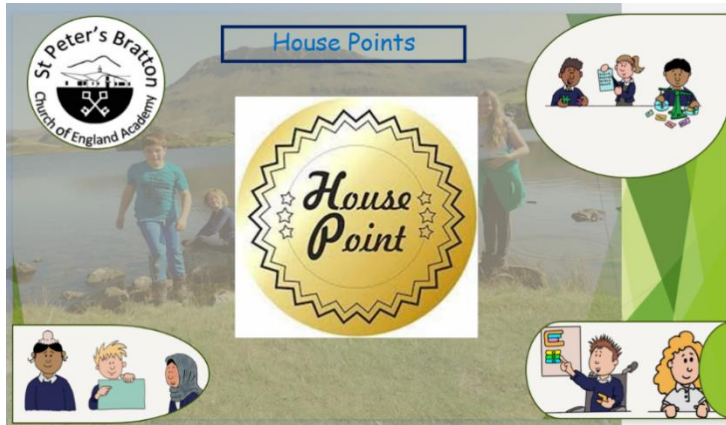 House Points
St Peter's Bratton
Church of England Academy
House
Point